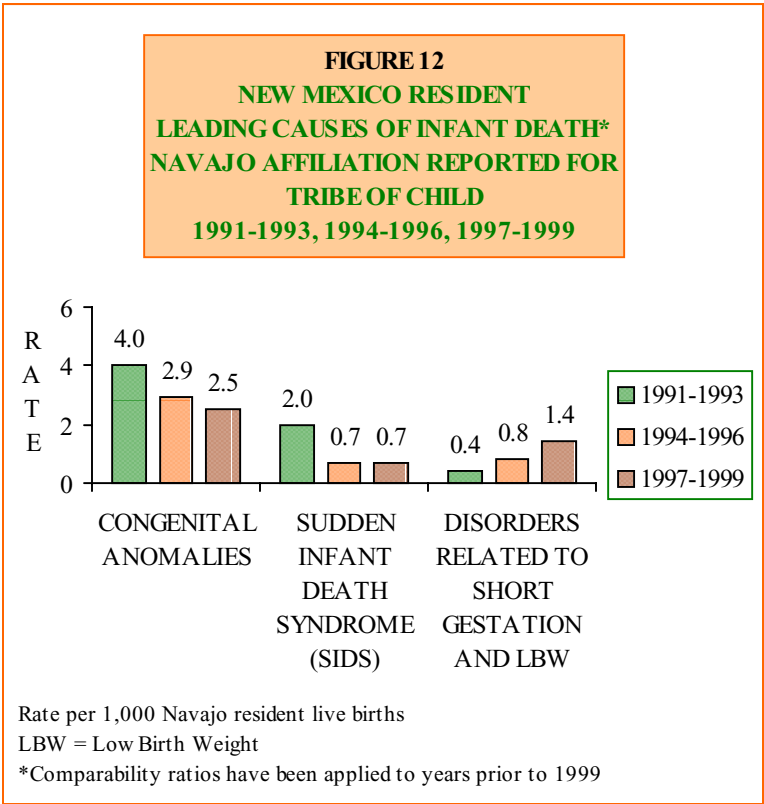 FIGURE 12
NEW MEXICO RESIDENT
LEADING CAUSES OF INFANT DEATH*
NAVAJO AFFILIATION REPORTED FOR
TRIBE OF CHILD
1991-1993, 1994-1996, 1997-1999
RATE
6
4
2
0
4.0
2.9
2.5
2.0
0.7
0.7
0.4
0.8
1.4
1991-1993
1994-1996
1997-1999
CONGENITAL
ANOMALIES
SUDDEN
INFANT
DEATH
SYNDROME
(SIDS)
DISORDERS
RELATED TO
SHORT
GESTATION
AND LBW
Rate per 1,000 Navajo resident live births
LBW = Low Birth Weight
*Comparability ratios have been applied to years prior to 1999